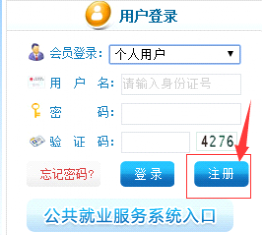 用户登录
会员登录: 个人用户
用 户 名: 请输入身份证号
密 码:
验 证 码: 4276
忘记密码? 登 录 注 册
公共就业服务系统入口